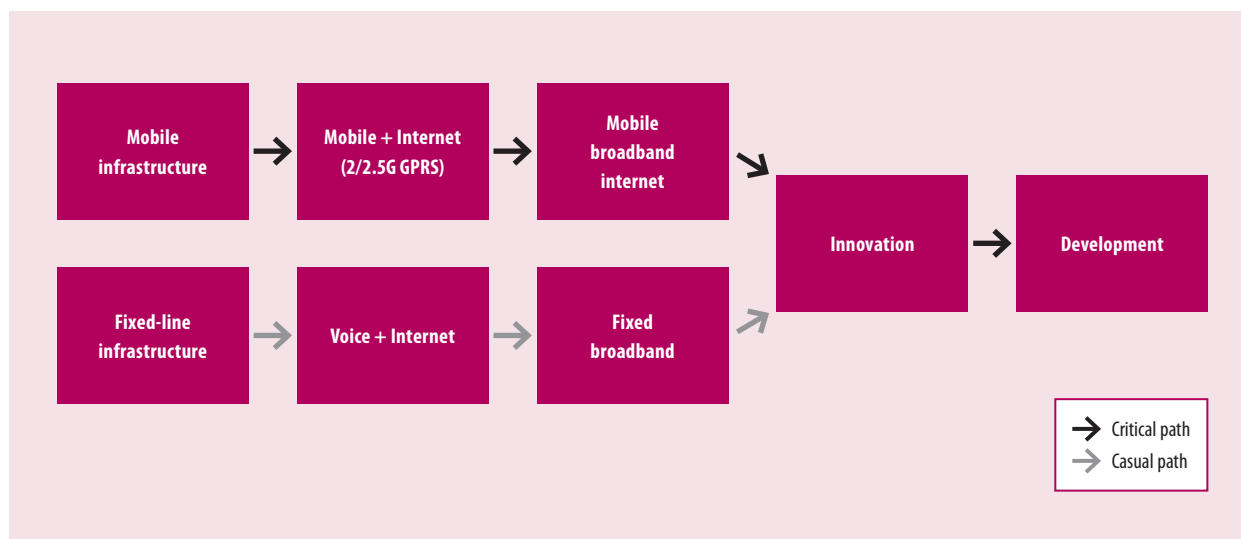 Mobile
infrastructure
Mobile + Internet
(2/2.5G GPRS)
Mobile
broadband
internet
Fixed-line
infrastructure
Voice + Internet
Fixed
broadband
Innovation
Development
Critical path
Casual path